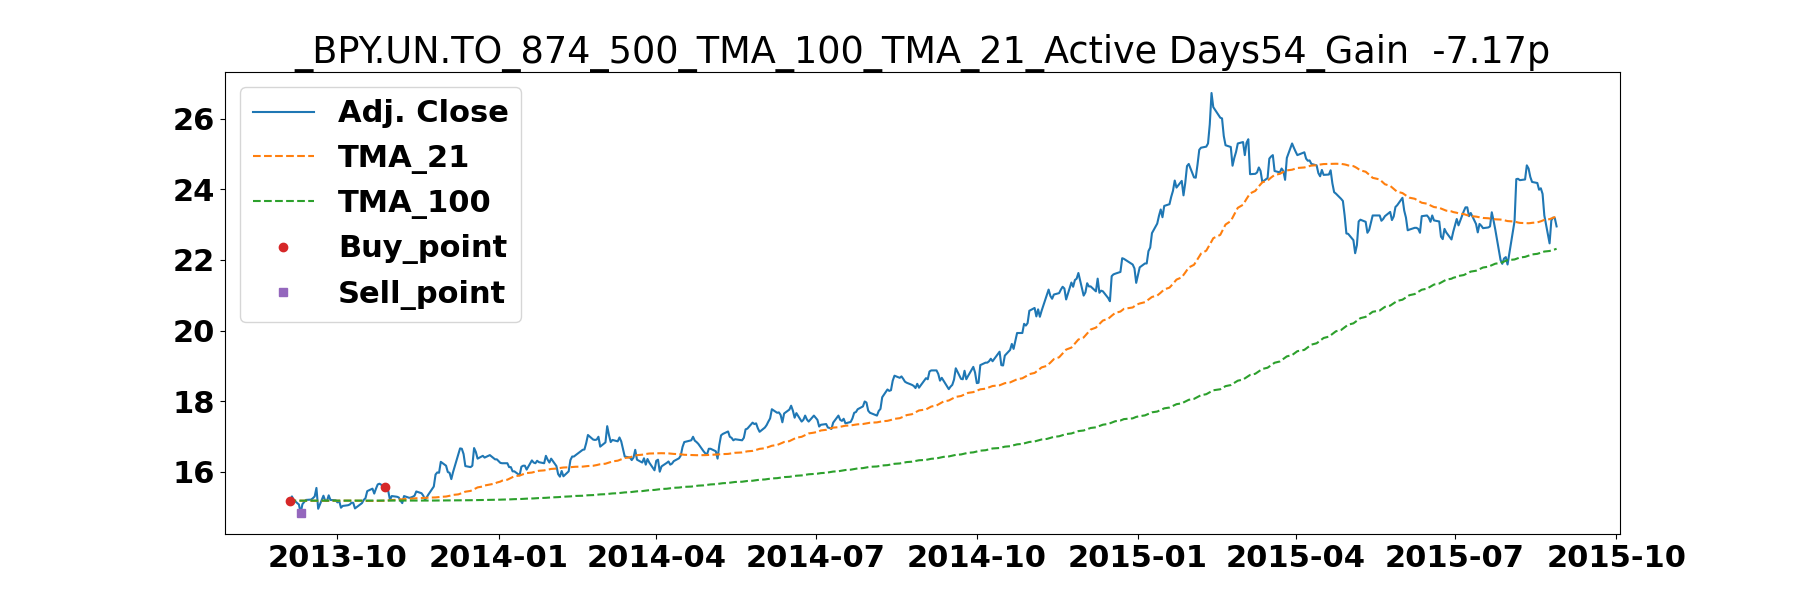 _BPY.UN.TO_874_500_TMA_100_TMA_21_Active Days54_Gain  -7.17p
Adj. Close
TMA_21
TMA_100
Buy_point
Sell_point
26
24
22
20
18
16
2013-10 2014-01 2014-04 2014-07 2014-10 2015-01 2015-04 2015-07 2015-10